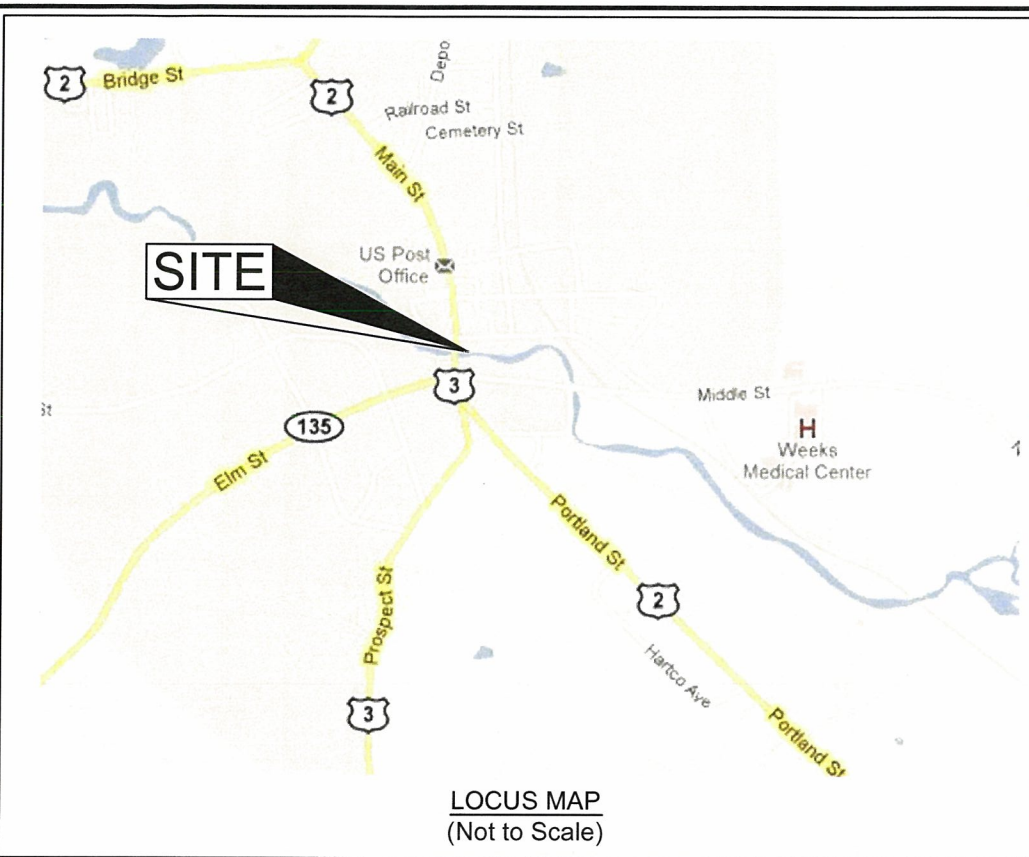 2
Bridge St
2
Depo
Railroad St
Cemetery St
Main St
US Post
Office
SITE
3
Middle St
135
H
Weeks
Medical Center
St
Elm St
Portland St
2
Prospect St
Hartco Ave
3
Portland St
LOCUS MAP
(Not to Scale)